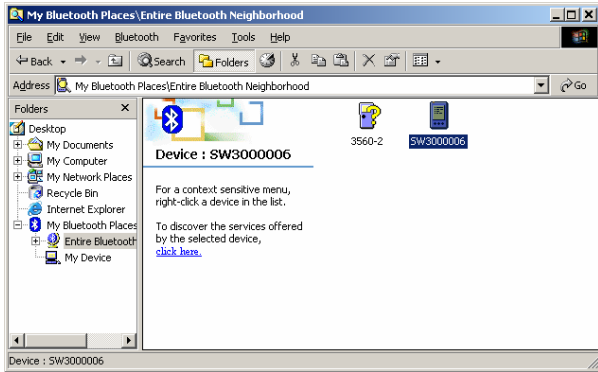 My Bluetooth Places\Entire Bluetooth Neighborhood
File Edit View Bluetooth Favorites Tools Help
Back Search Folders
Address My Bluetooth Places\Entire Bluetooth Neighborhood Go
Folders
Desktop
My Documents
My Computer
My Network Places
Recycle Bin
Internet Explorer
My Bluetooth Places
Entire Bluetooth
My Device
Device : SW3000006
For a context sensitive menu,
right-click a device in the list.
To discover the services offered
by the selected device,
click here.
3560-2 SW3000006
Device : SW3000006